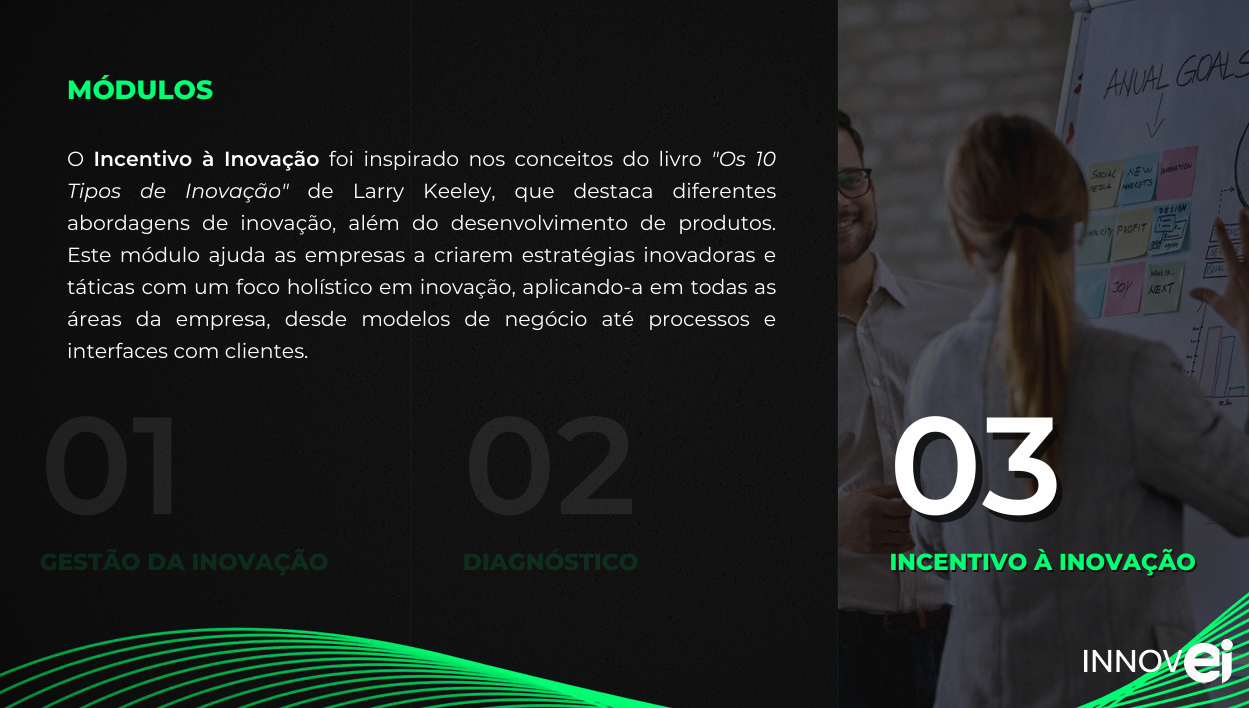 MÓDULOS
O Incentivo à Inovação foi inspirado nos conceitos do livro "Os 10
Tipos de Inovação" de Larry Keeley, que destaca diferentes
abordagens de inovação, além do desenvolvimento de produtos.
Este módulo ajuda as empresas a criarem estratégias inovadoras e
táticas com um foco holístico em inovação, aplicando-a em todas as
áreas da empresa, desde modelos de negócio até processos e
interfaces com clientes.
01
GESTÃO DA INOVAÇÃO
02
DIAGNÓSTICO
03
INCENTIVO À INOVAÇÃO
ANUAL GOALS
SOCIAL
MEDIA
NEW
MARKETS
PROFIT
DESIGN
JOY
NEXT
INNOVei